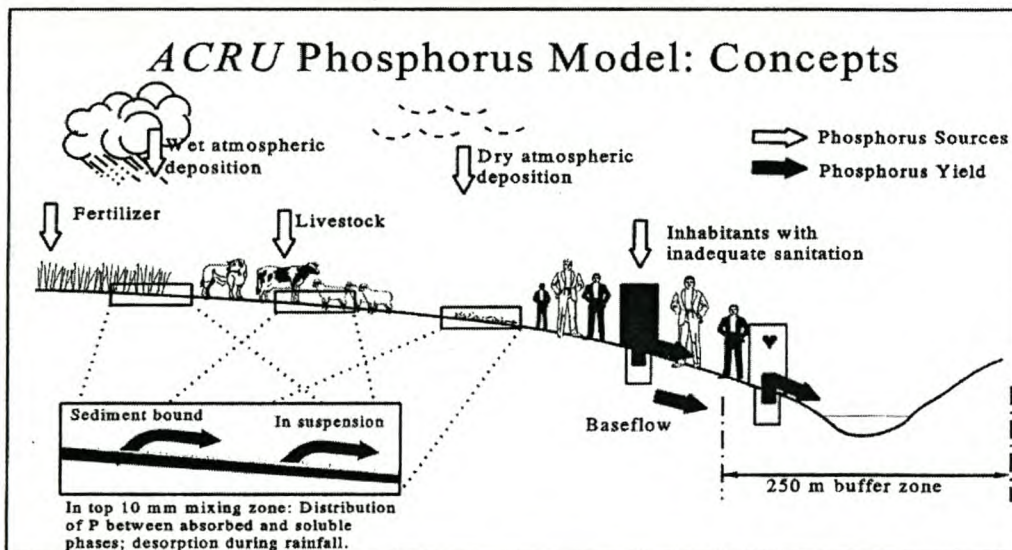 ACRU Phosphorus Model: Concepts
Wet atmospheric
deposition
Dry atmospheric
deposition
Phosphorus Sources
Phosphorus Yield
Fertilizer
Livestock
Inhabitants with
inadequate sanitation
Sediment bound
In suspension
Baseflow
250 m buffer zone
In top 10 mm mixing zone: Distribution
of P between absorbed and soluble
phases; desorption during rainfall.